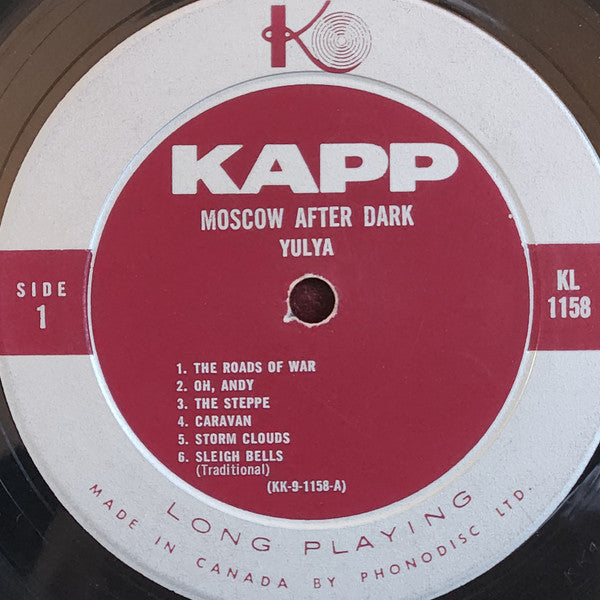 K
KAPP
MOSCOW AFTER DARK
YULYA
SIDE
1
KL
1158
1. THE ROADS OF WAR
2. OH, ANDY
3. THE STEPPE
4. CARAVAN
5. STORM CLOUDS
6. SLEIGH BELLS
(Traditional)
(KK-9-1158-A)
LONG PLAYING
MADE IN CANADA BY PHONODISC LTD.